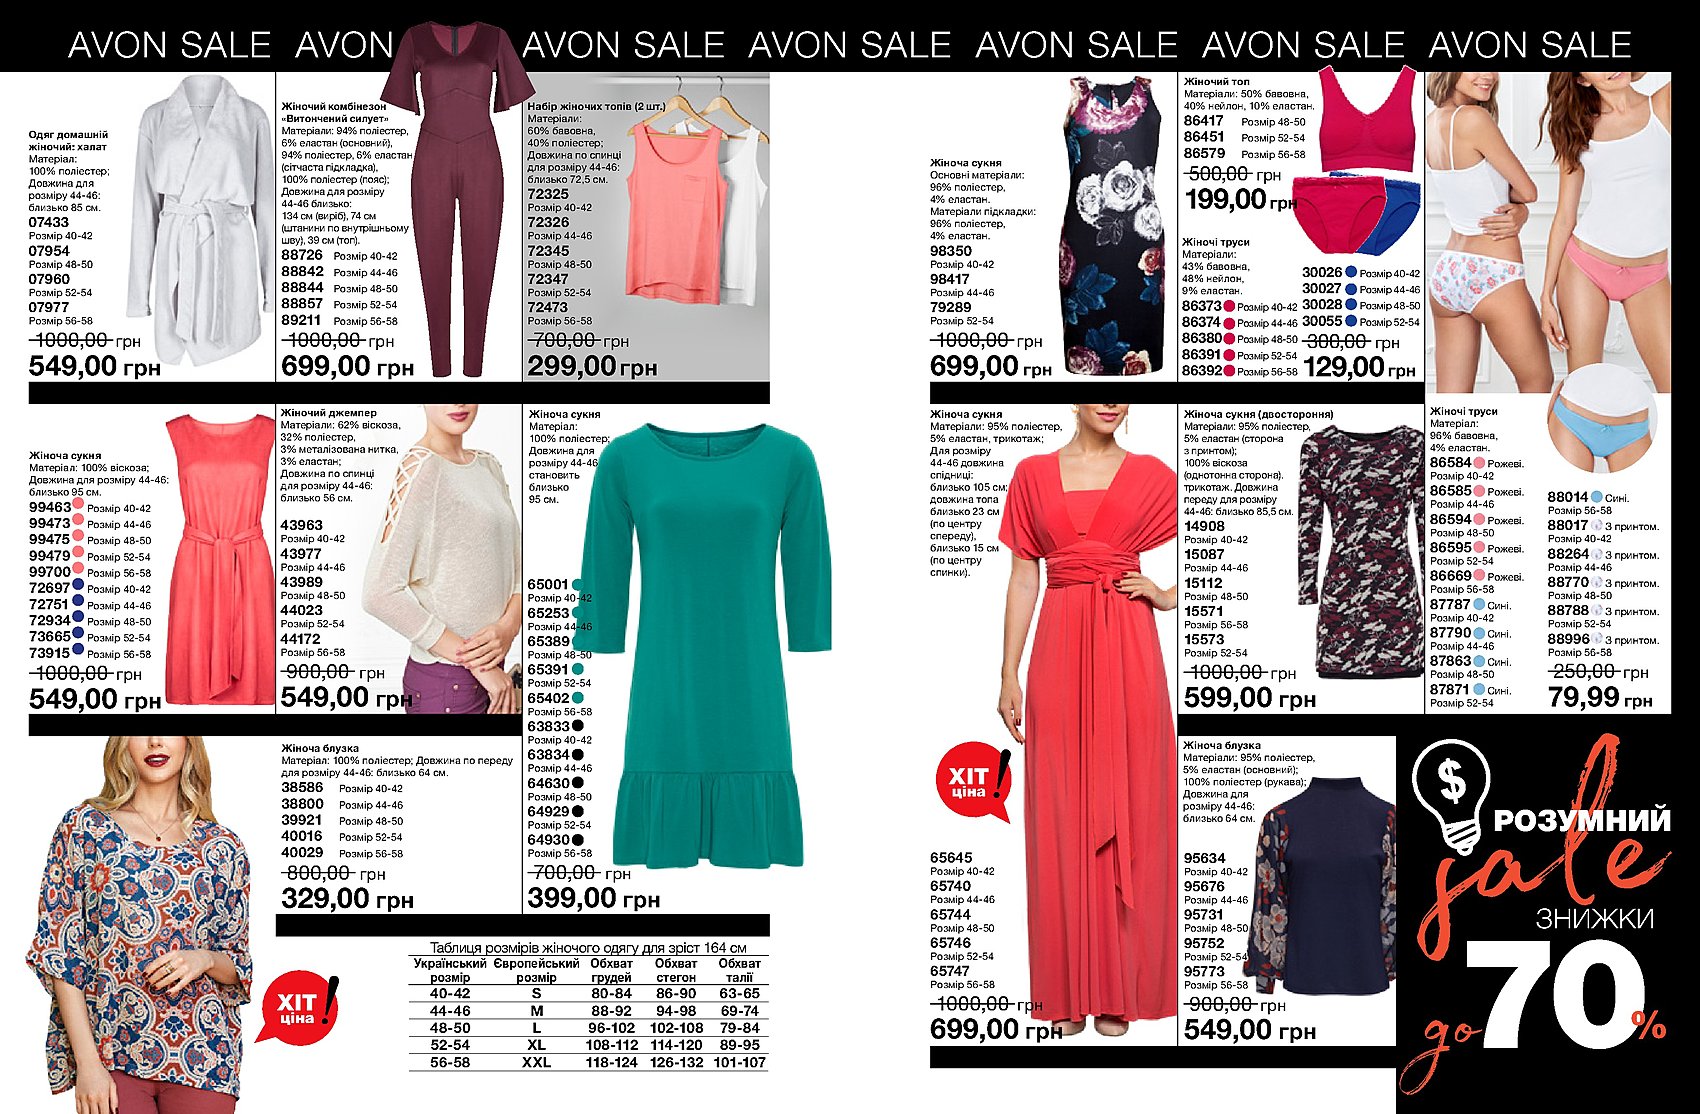 AVON SALE AVON AVON SALE AVON SALE AVON SALE AVON SALE AVON SALE
Одяг домашній
жіночий: халат
Матеріал:
100% поліестер;
Довжина для
розміру 44-46:
близько 85 см.
07433
Розмір 40-42
07954
Розмір 48-50
07960
Розмір 52-54
07977
Розмір 56-58
1000,00 грн
549,00 грн
Жіночий комбінезон
«Витончений силует»
Матеріали: 94% поліестер,
6% еластан (основний),
94% поліестер, 6% еластан
(сітчаста підкладка),
100% поліестер (пояс);
Довжина для розміру
44-46 близько:
134 см (виріб), 74 см
(штанини по внутрішньому
шву), 39 см (топ).
88726 Розмір 40-42
88842 Розмір 44-46
88844 Розмір 48-50
88857 Розмір 52-54
89211 Розмір 56-58
1000,00 грн
699,00 грн
Набір жіночих топів (2 шт.)
Матеріали:
60% бавовна,
40% поліестер;
Довжина по спинці
для розміру 44-46:
близько 72,5 см.
72325
Розмір 40-42
72326
Розмір 44-46
72345
Розмір 48-50
72347
Розмір 52-54
72473
Розмір 56-58
700,00 грн
299,00 грн
Жіноча сукня
Матеріал: 100% віскоза;
Довжина для розміру 44-46:
близько 95 см.
99463 Розмір 40-42
99473 Розмір 44-46
99475 Розмір 48-50
99479 Розмір 52-54
99700 Розмір 56-58
72697 Розмір 40-42
72751 Розмір 44-46
72934 Розмір 48-50
73665 Розмір 52-54
73915 Розмір 56-58
1000,00 грн
549,00 грн
Жіночий джемпер
Матеріали: 62% віскоза,
32% поліестер,
3% металізована нитка,
3% еластан;
Довжина по спинці
для розміру 44-46:
близько 56 см.
43963
Розмір 40-42
43977
Розмір 44-46
43989
Розмір 48-50
44023
Розмір 52-54
44172
Розмір 56-58
900,00 грн
549,00 грн
Жіноча сукня
Матеріал:
100% поліестер;
Довжина для
розміру 44-46
становить
близько
95 см.
65001
Розмір 40-42
65253
Розмір 44-46
65389
Розмір 48-50
65391
Розмір 52-54
65402
Розмір 56-58
63833
Розмір 40-42
63834
Розмір 44-46
64630
Розмір 48-50
64929
Розмір 52-54
64930
Розмір 56-58
700,00 грн
399,00 грн
Жіноча блузка
Матеріал: 100% поліестер; Довжина по переду
для розміру 44-46: близько 64 см.
38586 Розмір 40-42
38800 Розмір 44-46
39921 Розмір 48-50
40016 Розмір 52-54
40029 Розмір 56-58
800,00 грн
329,00 грн
ХІТ
ціна!
Таблиця розмірів жіночого одягу для зріст 164 см
Український Європейський Обхват Обхват Обхват
розмір розмір грудей стегон талії
40-42 S 80-84 86-90 63-65
44-46 M 88-92 94-98 69-74
48-50 L 96-102 102-108 79-84
52-54 XL 108-112 114-120 89-95
56-58 XXL 118-124 126-132 101-107
Жіноча сукня
Основні матеріали:
96% поліестер,
4% еластан.
Матеріали підкладки:
96% поліестер,
4% еластан.
98350
Розмір 40-42
98417
Розмір 44-46
79289
Розмір 52-54
1000,00 грн
699,00 грн
Жіночий топ
Матеріали: 50% бавовна,
40% нейлон, 10% еластан.
86417 Розмір 48-50
86451 Розмір 52-54
86579 Розмір 56-58
500,00 грн
199,00 грн
Жіночі труси
Матеріали:
43% бавовна,
48% нейлон,
9% еластан.
86373 Розмір 40-42
86374 Розмір 44-46
86380 Розмір 48-50
86391 Розмір 52-54
86392 Розмір 56-58
30026 Розмір 40-42
30027 Розмір 44-46
30028 Розмір 48-50
30055 Розмір 52-54
300,00 грн
129,00 грн
Жіноча сукня
Матеріали: 95% поліестер,
5% еластан, трикотаж;
Для розміру
44-46 довжина
спідниці:
близько 105 см;
довжина топа
близько 23 см
(по центру
спереду),
близько 15 см
(по центру
спинки).
ХІТ
ціна!
65645
Розмір 40-42
65740
Розмір 44-46
65744
Розмір 48-50
65746
Розмір 52-54
65747
Розмір 56-58
1000,00 грн
699,00 грн
Жіноча сукня (двостороння)
Матеріали: 95% поліестер,
5% еластан (сторона
з принтом);
100% віскоза
(однотонна сторона).
трикотаж. Довжина
переду для розміру
44-46: близько 85,5 см.
14908
Розмір 40-42
15087
Розмір 44-46
15112
Розмір 48-50
15571
Розмір 56-58
15573
Розмір 52-54
1000,00 грн
599,00 грн
Жіночі труси
Матеріал:
96% бавовна,
4% еластан.
86584 Рожеві.
Розмір 40-42
86585 Рожеві.
Розмір 44-46
86594 Рожеві.
Розмір 48-50
86595 Рожеві.
Розмір 52-54
86669 Рожеві.
Розмір 56-58
87787 Сині.
Розмір 40-42
87790 Сині.
Розмір 44-46
87863 Сині.
Розмір 48-50
87871 Сині.
Розмір 52-54
88014 Сині.
Розмір 56-58
88017 З принтом.
Розмір 40-42
88264 З принтом.
Розмір 44-46
88770 З принтом.
Розмір 48-50
88788 З принтом.
Розмір 52-54
88996 З принтом.
Розмір 56-58
250,00 грн
79,99 грн
Жіноча блузка
Матеріали: 95% поліестер,
5% еластан (основний);
100% поліестер (рукава);
Довжина для
розміру 44-46:
близько 64 см.
95634
Розмір 40-42
95676
Розмір 44-46
95731
Розмір 48-50
95752
Розмір 52-54
95773
Розмір 56-58
900,00 грн
549,00 грн
$
РОЗУМНИЙ
sale
ЗНИЖКИ
до 70%